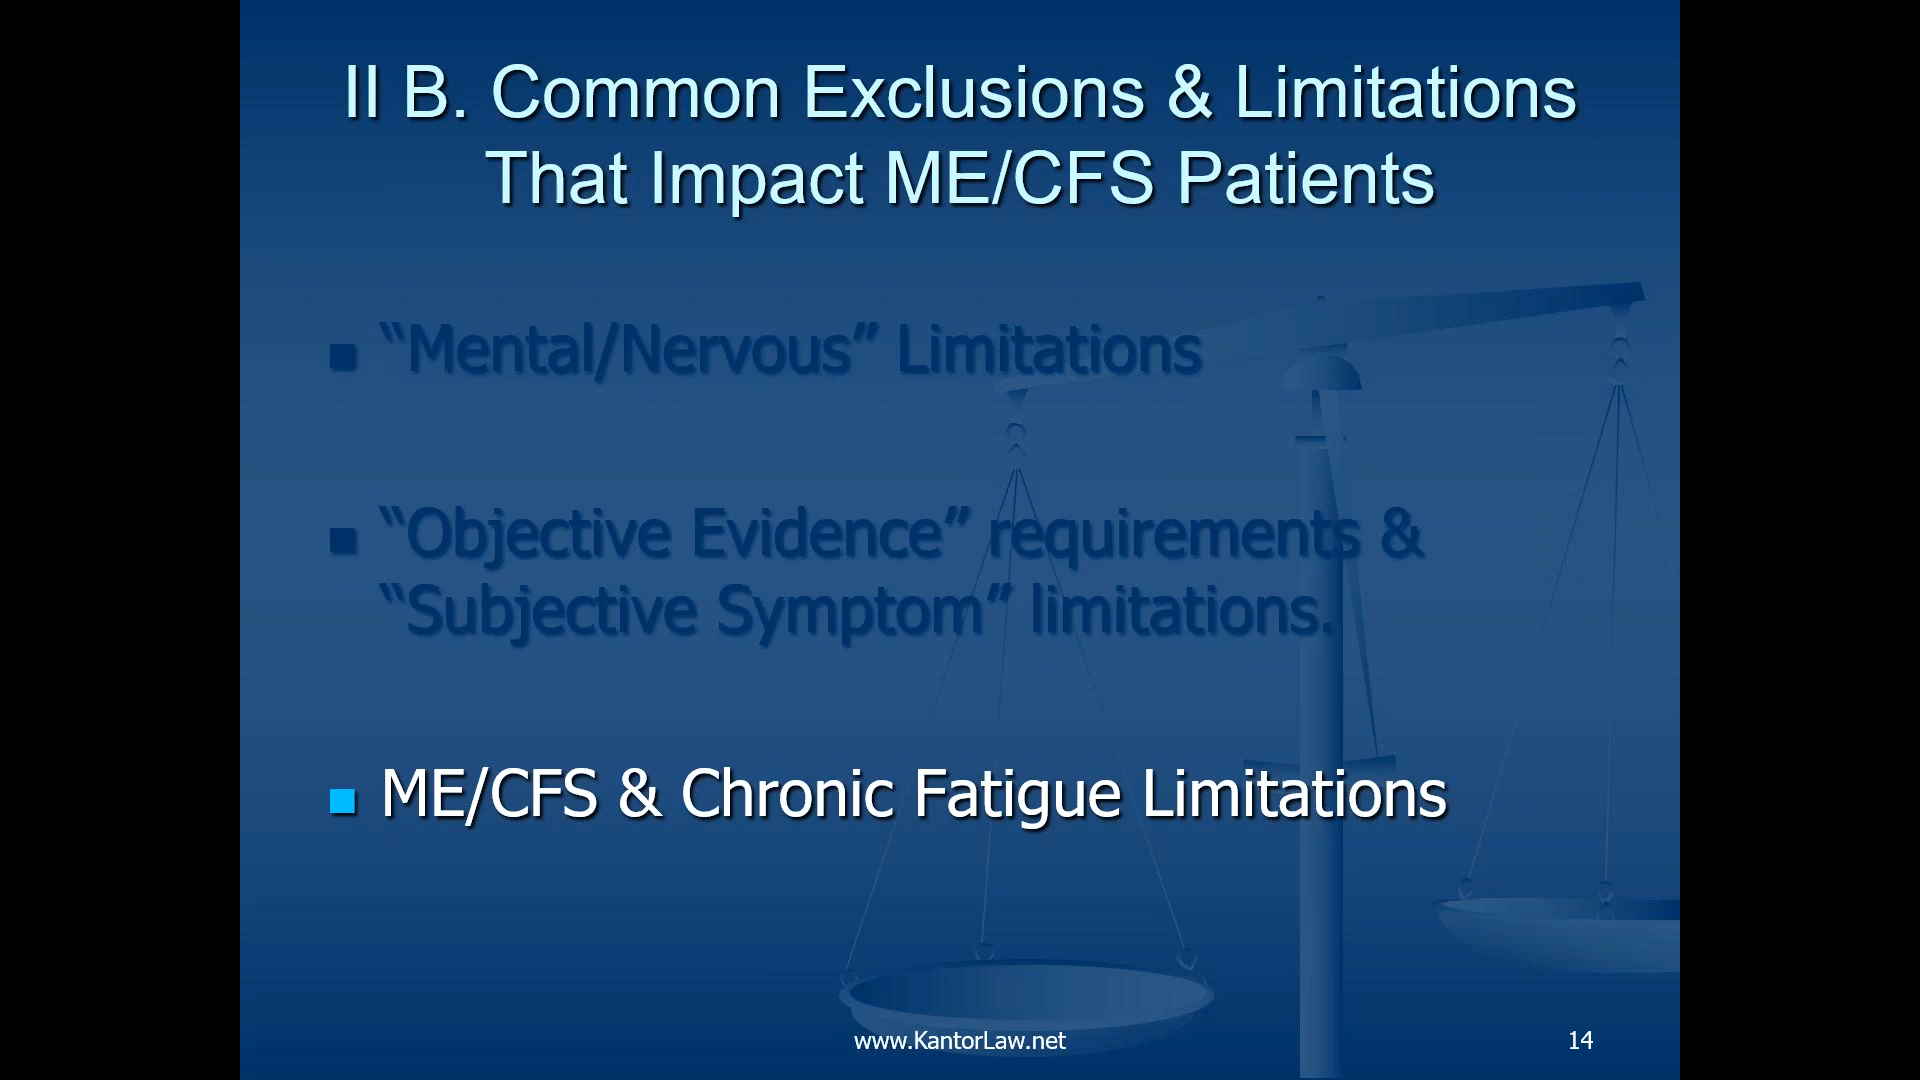 II B. Common Exclusions & Limitations
That Impact ME/CFS Patients
“Mental/Nervous” Limitations
“Objective Evidence” requirements &
“Subjective Symptom” limitations.
ME/CFS & Chronic Fatigue Limitations
www.KantorLaw.net
14